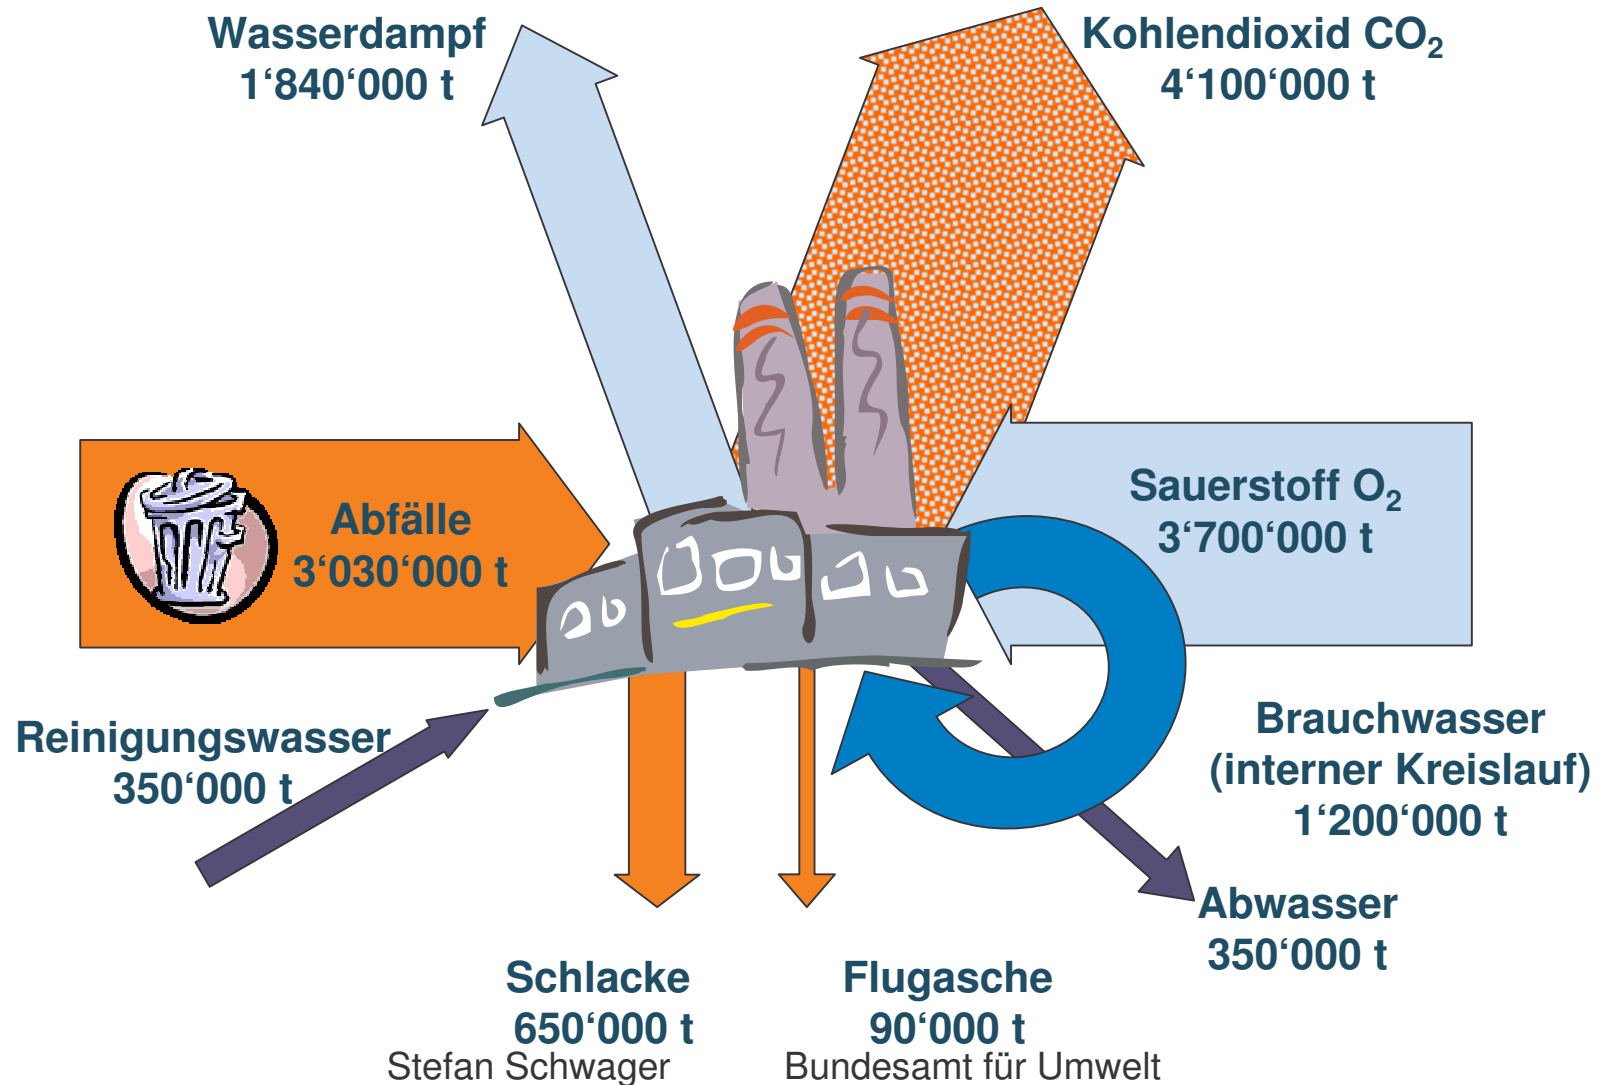 Wasserdampf
1‘840‘000 t
Kohlendioxid CO₂
4‘100‘000 t
Abfälle
3‘030‘000 t
Sauerstoff O₂
3‘700‘000 t
Reinigungswasser
350‘000 t
Brauchwasser
(interner Kreislauf)
1‘200‘000 t
Abwasser
350‘000 t
Schlacke
650‘000 t
Flugasche
90‘000 t
Stefan Schwager Bundesamt für Umwelt